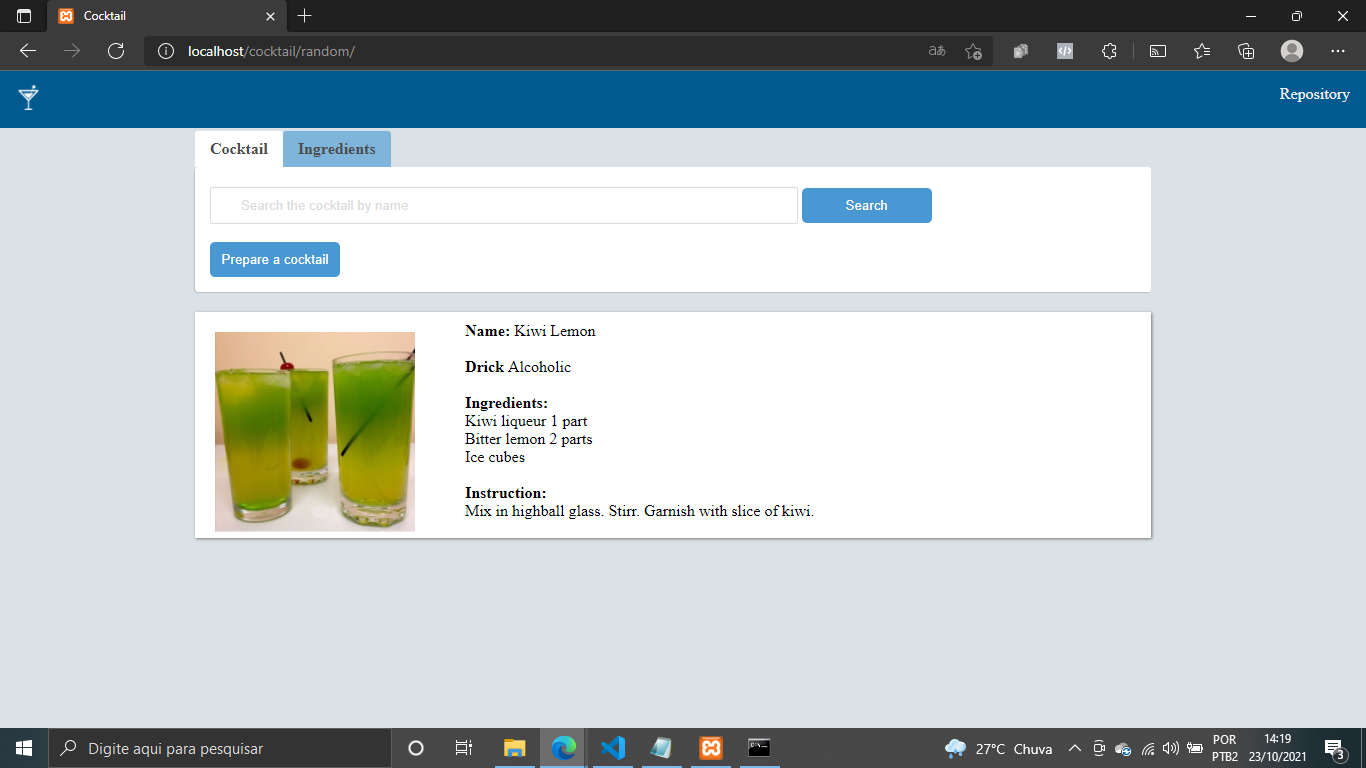 Cocktail
localhost/cocktail/random/
Repository
Cocktail
Ingredients
Search the cocktail by name
Search
Prepare a cocktail
Name: Kiwi Lemon
Drick Alcoholic
Ingredients:
Kiwi liqueur 1 part
Bitter lemon 2 parts
Ice cubes
Instruction:
Mix in highball glass. Stirr. Garnish with slice of kiwi.
Digite aqui para pesquisar
27°C Chuva
POR
PTB2
14:19
23/10/2021
3